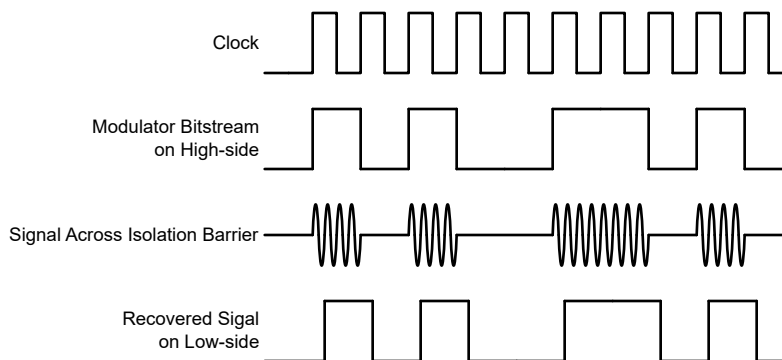 Clock
Modulator Bitstream
on High-side
Signal Across Isolation Barrier
Recovered Sigal
on Low-side